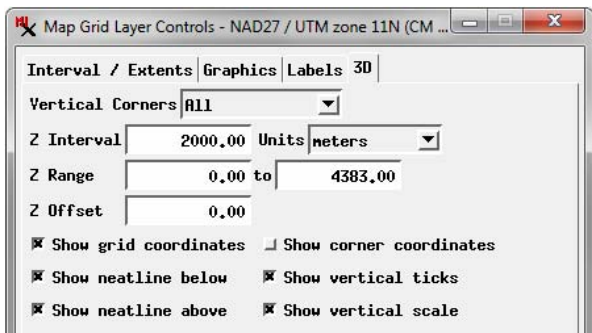 Map Grid Layer Controls - NAD27 / UTM zone 11N (CM ...
Interval / Extents Graphics Labels 3D
Vertical Corners All
Z Interval 2000.00 Units meters
Z Range 0.00 to 4383.00
Z Offset 0.00
Show grid coordinates Show corner coordinates
Show neatline below Show vertical ticks
Show neatline above Show vertical scale